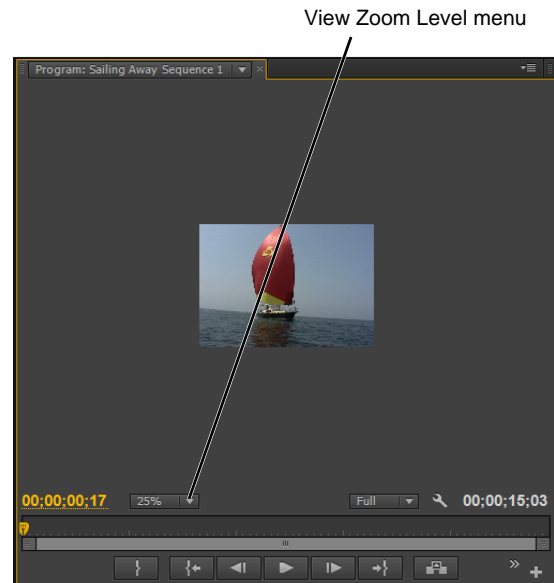 View Zoom Level menu
Program: Sailing Away Sequence 1
00;00;00;17 25% Full 00;00;15;03